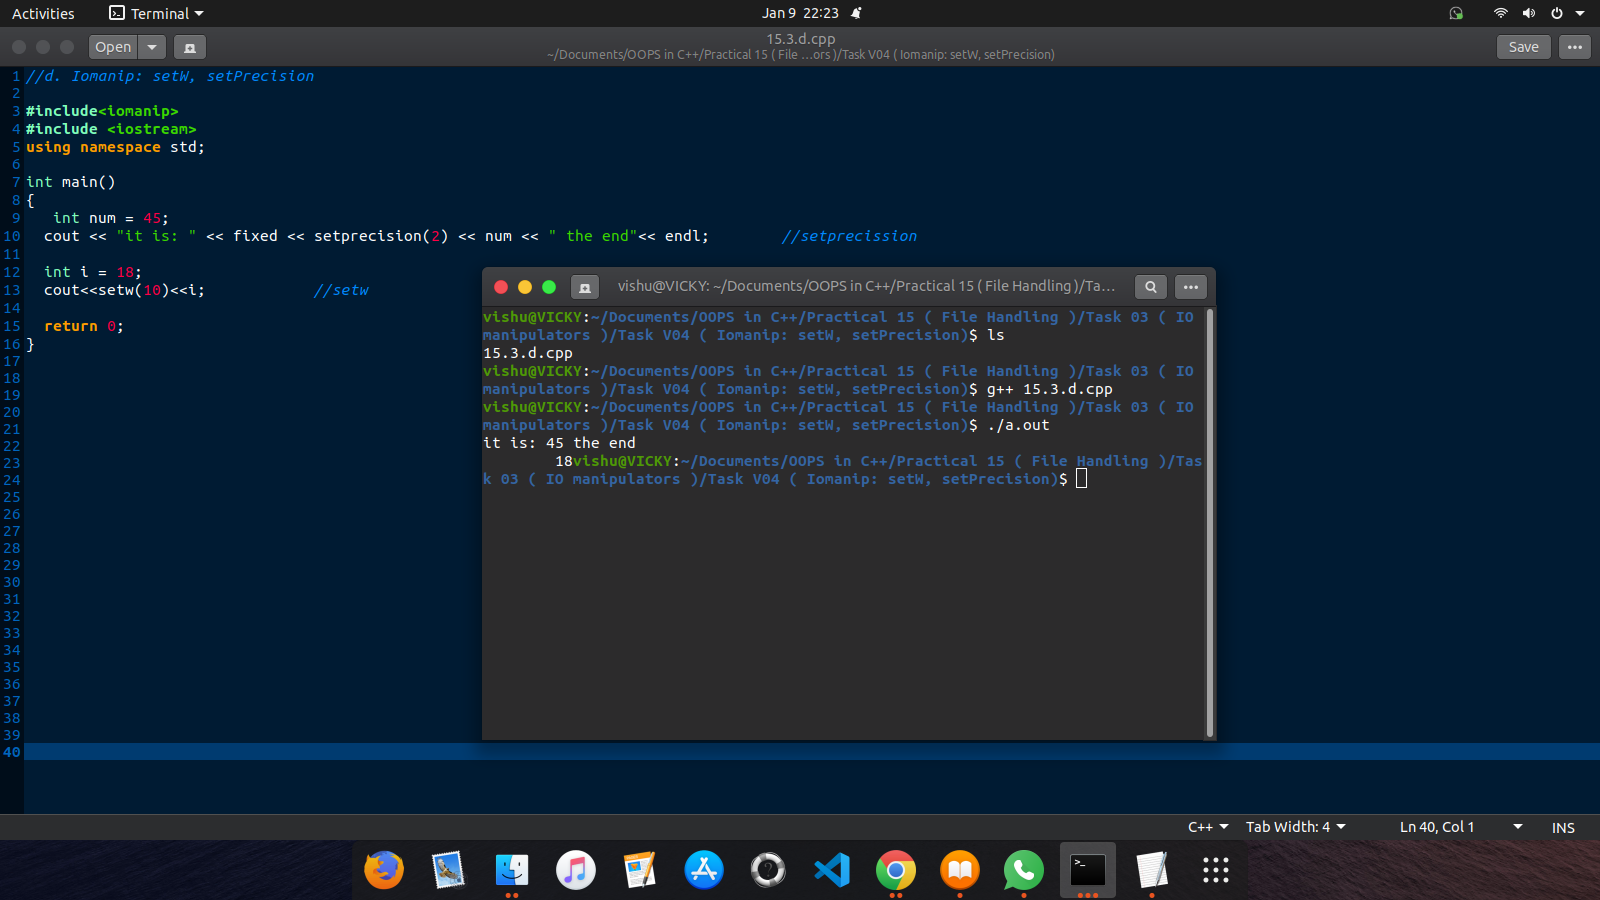 Activities Terminal Jan 9 22:23
Open 15.3.d.cpp Save
~/Documents/OOPS in C++/Practical 15 ( File ...ors )/Task V04 ( Iomanip: setW, setPrecision)
1 //d. Iomanip: setW, setPrecision
2
3 #include<iomanip>
4 #include <iostream>
5 using namespace std;
6
7 int main()
8 {
9 int num = 45;
10 cout << "it is: " << fixed << setprecision(2) << num << " the end"<< endl; //setprecission
11
12 int i = 18;
13 cout<<setw(10)<<i; //setw
14
15 return 0;
16 }
17
18
19
20
21
22
23
24
25
26
27
28
29
30
31
32
33
34
35
36
37
38
39
40
vishu@VICKY: ~/Documents/OOPS in C++/Practical 15 ( File Handling )/Ta...
vishu@VICKY:~/Documents/OOPS in C++/Practical 15 ( File Handling )/Task 03 ( IO
manipulators )/Task V04 ( Iomanip: setW, setPrecision)$ ls
15.3.d.cpp
vishu@VICKY:~/Documents/OOPS in C++/Practical 15 ( File Handling )/Task 03 ( IO
manipulators )/Task V04 ( Iomanip: setW, setPrecision)$ g++ 15.3.d.cpp
vishu@VICKY:~/Documents/OOPS in C++/Practical 15 ( File Handling )/Task 03 ( IO
manipulators )/Task V04 ( Iomanip: setW, setPrecision)$ ./a.out
it is: 45 the end
18vishu@VICKY:~/Documents/OOPS in C++/Practical 15 ( File Handling )/Tas
k 03 ( IO manipulators )/Task V04 ( Iomanip: setW, setPrecision)$
C++ Tab Width: 4 Ln 40, Col 1 INS